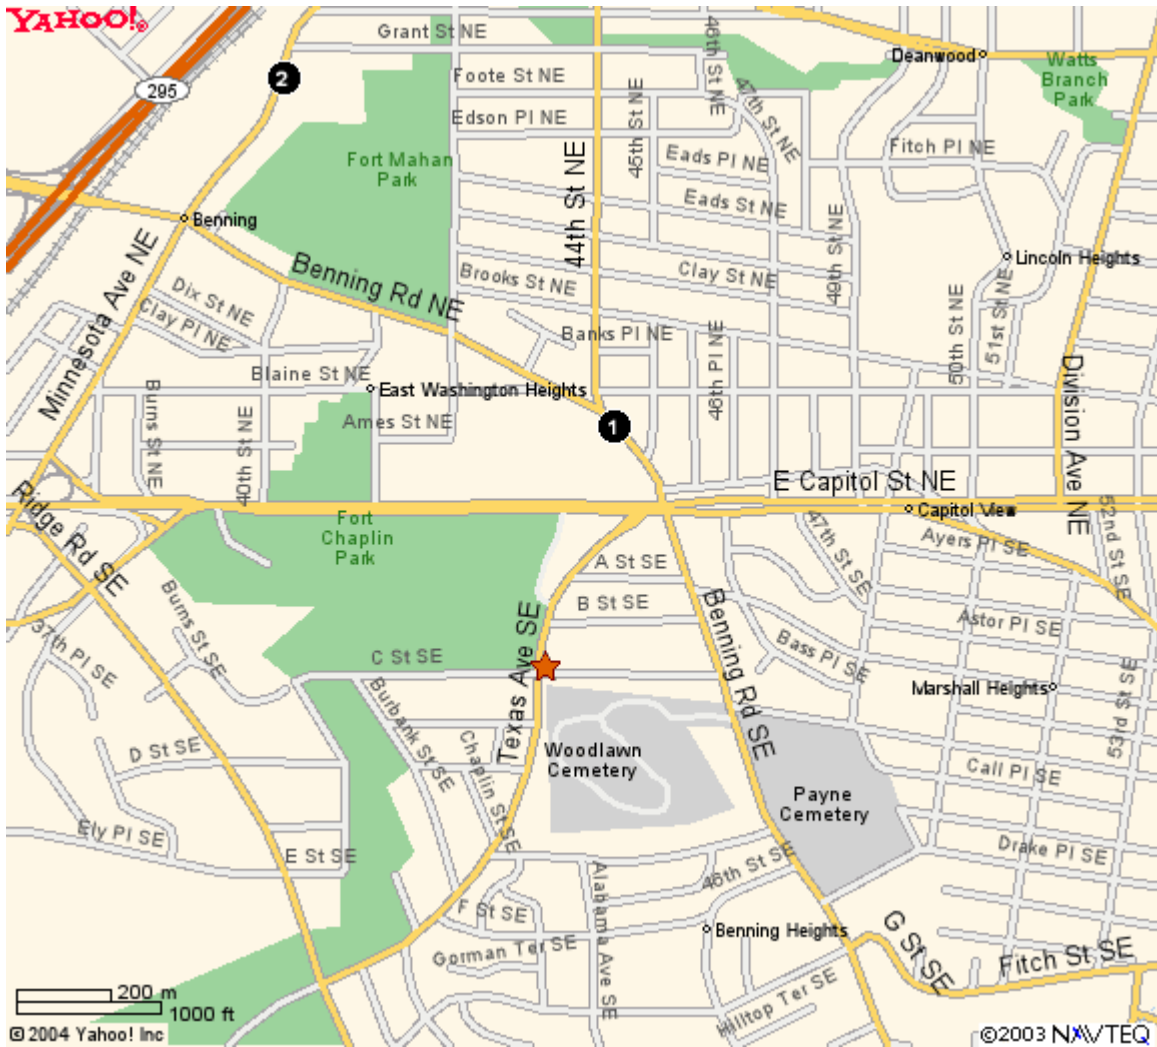 YAHOO!®
Grant St NE
46th St NE
Deanwood
Watts
Branch
Park
295
2
Foote St NE
47th St NE
Edson Pl NE
45th St NE
Fitch Pl NE
Fort Mahan
Park
Eads Pl NE
44th St NE
Eads St NE
Benning
49th St NE
Lincoln Heights
Minnesota Ave NE
Benning Rd NE
Brooks St NE
Clay St NE
Dix St NE
Clay Pl NE
Banks Pl NE
50th St NE
51st St NE
46th Pl NE
Division Ave NE
Blaine St NE
East Washington Heights
Burns St NE
40th St NE
Ames St NE
1
E Capitol St NE
Ridge Rd SE
Capitol View
52nd St SE
Fort
Chaplin
Park
47th St SE
Ayers Pl SE
A St SE
B St SE
Benning Rd SE
Burns St SE
37th Pl SE
Texas Ave SE
Astor Pl SE
Bass Pl SE
C St SE
Marshall Heights
53rd St SE
Burbank St SE
Chaplin St SE
D St SE
Woodlawn
Cemetery
Call Pl SE
Payne
Cemetery
Ely Pl SE
E St SE
Drake Pl SE
46th St SE
Alabama Ave SE
F St SE
Benning Heights
G St SE
Gorman Ter SE
Fitch St SE
Hilltop Ter SE
200 m
1000 ft
© 2004 Yahoo! Inc
©2003 NAVTEQ